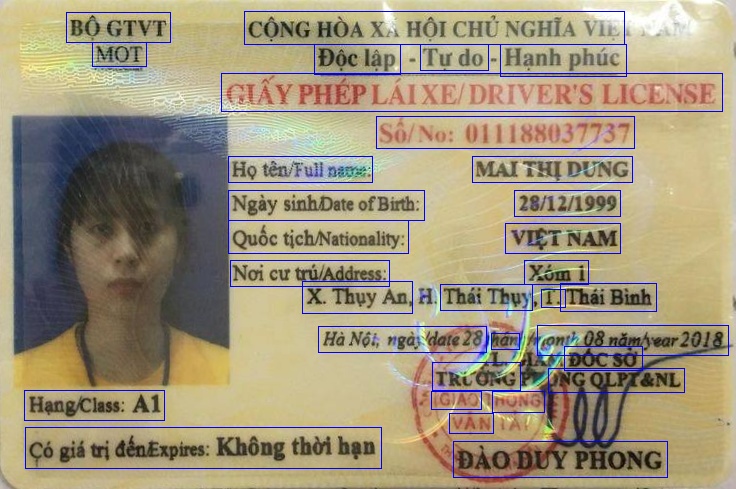 BỘ GTVT
MOT
CỘNG HÒA XÃ HỘI CHỦ NGHĨA VIỆT NAM
Độc lập - Tự do - Hạnh phúc
GIẤY PHÉP LÁI XE/ DRIVER'S LICENSE
Số/No: 011188037737
Họ tên/Full name: MAI THỊ DUNG
Ngày sinh/Date of Birth: 28/12/1999
Quốc tịch/Nationality: VIỆT NAM
Nơi cư trú/Address: Xóm 1
X. Thụy An, H. Thái Thụy, T. Thái Bình
Hà Nội, ngày/date 28 tháng/month 08 năm/year 2018
TL. GIÁM ĐỐC SỞ
TRƯỞNG PHÒNG QLPT&NL
GIAO THÔNG
VẬN TẢI
Hạng/Class: A1
Có giá trị đến/Expires: Không thời hạn
ĐÀO DUY PHONG